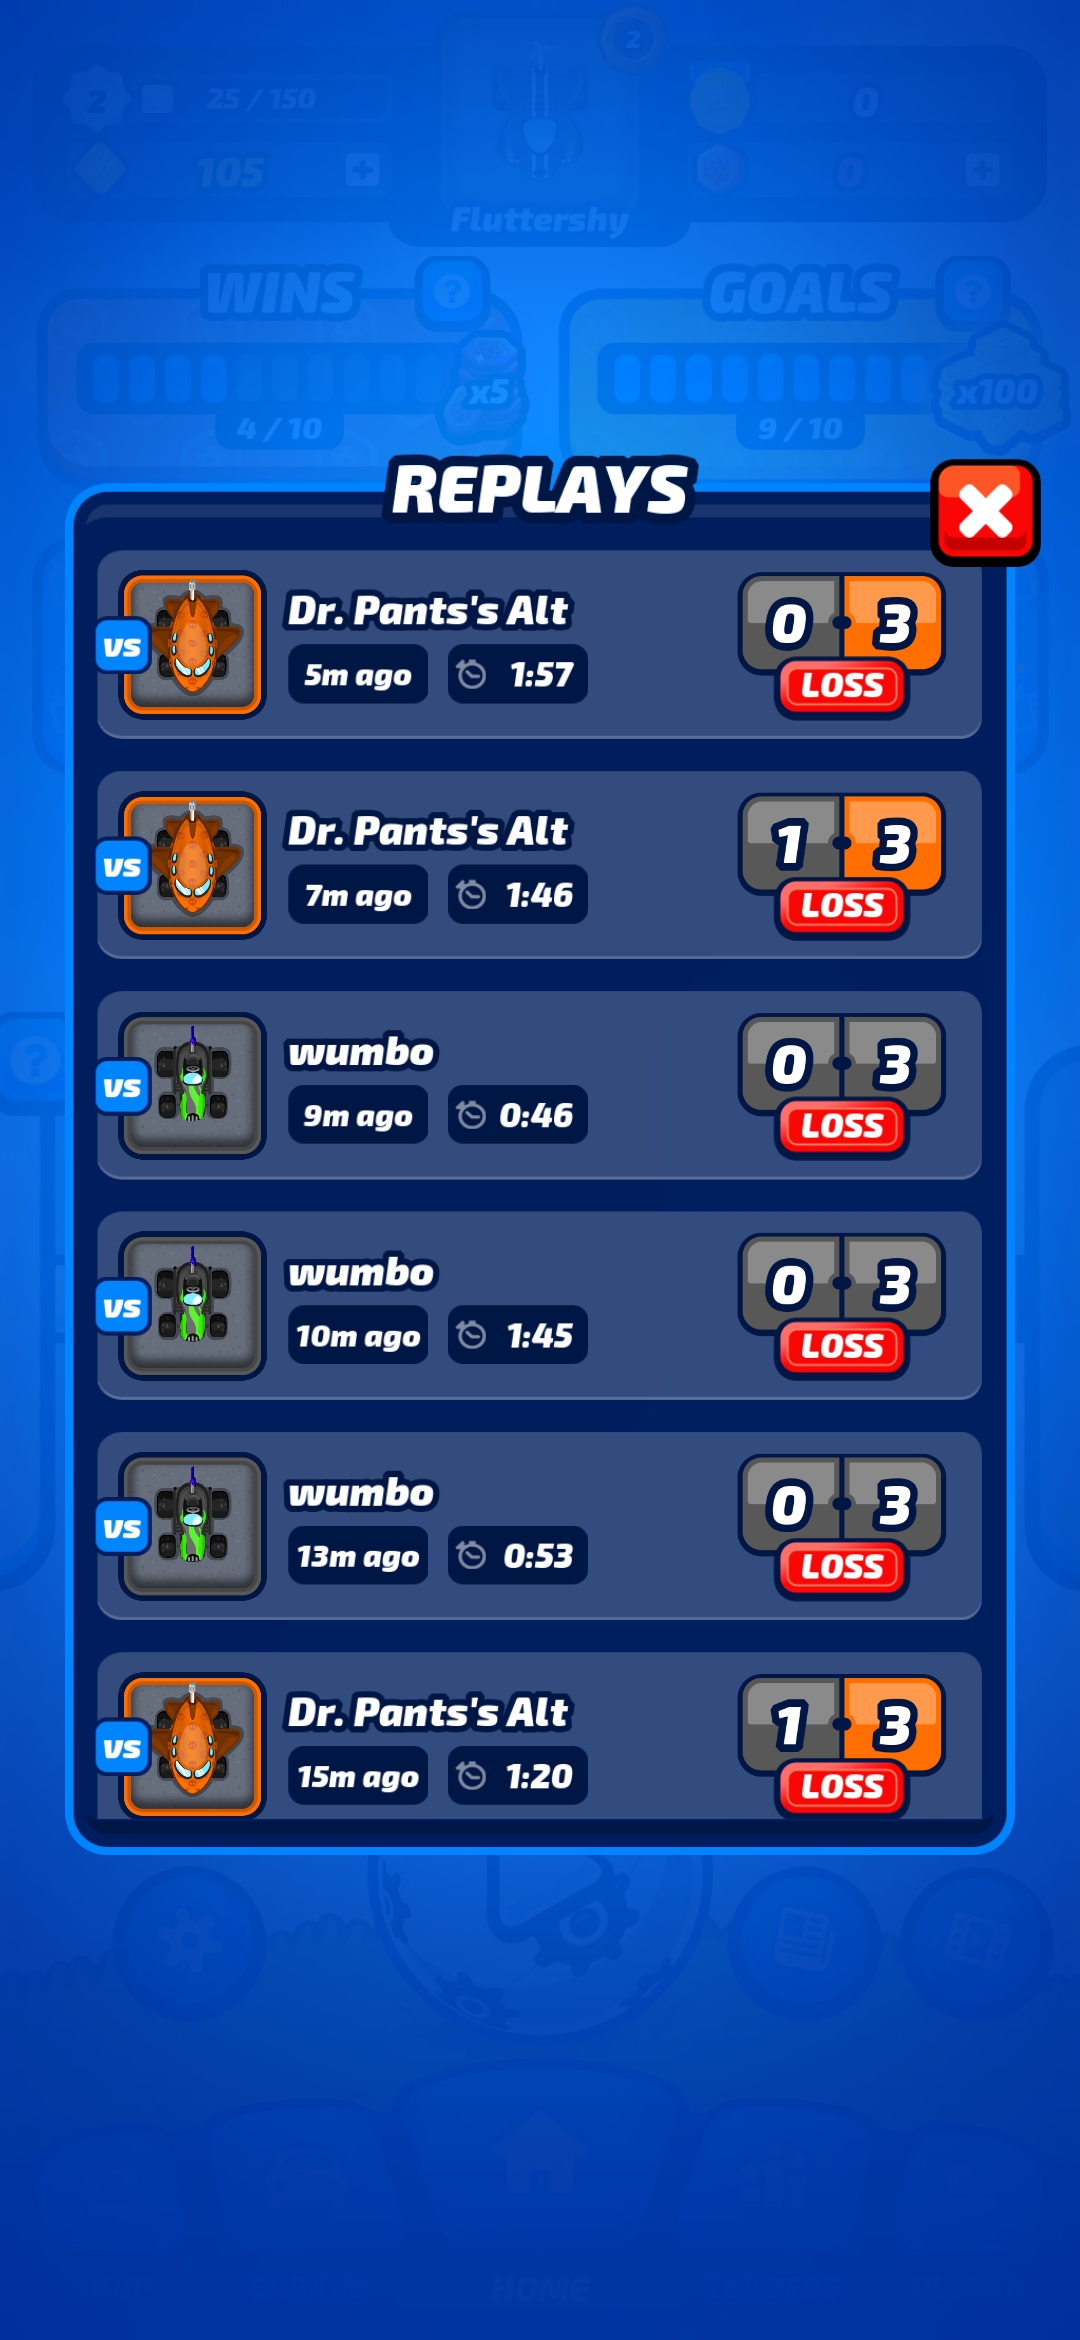 2
2
25 / 150
0
105
0
Fluttershy
WINS
?
GOALS
?
x5
x100
4 / 10
9 / 10
REPLAYS
vs
Dr. Pants's Alt
5m ago
1:57
0 - 3
LOSS
vs
Dr. Pants's Alt
7m ago
1:46
1 - 3
LOSS
vs
wumbo
9m ago
0:46
0 - 3
LOSS
?
vs
wumbo
10m ago
1:45
0 - 3
LOSS
vs
wumbo
13m ago
0:53
0 - 3
LOSS
vs
Dr. Pants's Alt
15m ago
1:20
1 - 3
LOSS
HOME